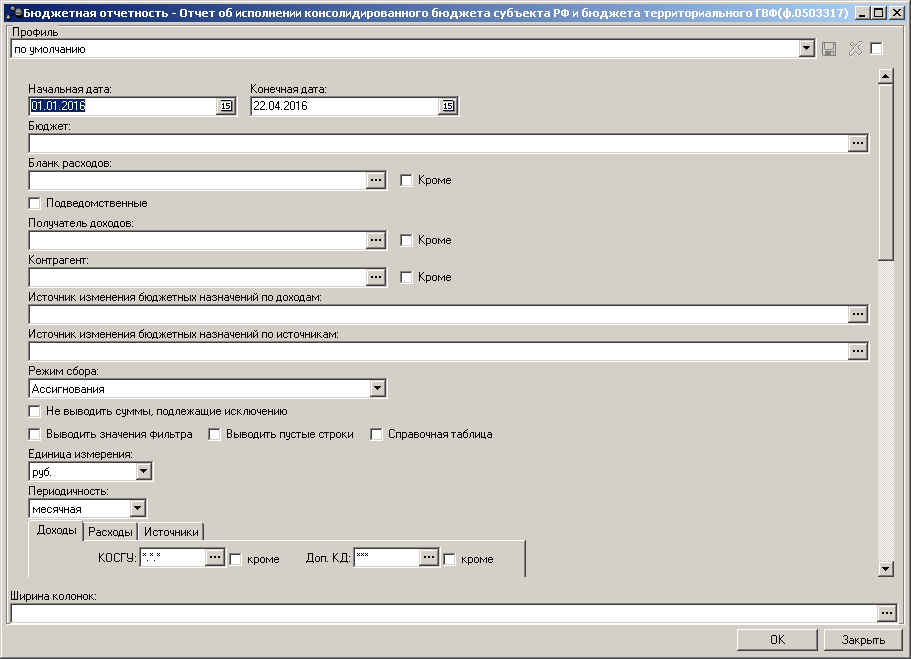 Бюджетная отчетность - Отчет об исполнении консолидированного бюджета субъекта РФ и бюджета территориального ГВФ(ф.0503317)
Профиль
по умолчанию
Начальная дата: Конечная дата:
01.01.2016 15 22.04.2016 15
Бюджет:
...
Бланк расходов:
... Кроме
Подведомственные
Получатель доходов:
... Кроме
Контрагент:
... Кроме
Источник изменения бюджетных назначений по доходам:
...
Источник изменения бюджетных назначений по источникам:
...
Режим сбора:
Ассигнования
Не выводить суммы, подлежащие исключению
Выводить значения фильтра Выводить пустые строки Справочная таблица
Единица измерения:
руб.
Периодичность:
месячная
Доходы Расходы Источники
КОСГУ: *.*.* ... кроме Доп. КД: *** ... кроме
Ширина колонок:
...
OK Закрыть